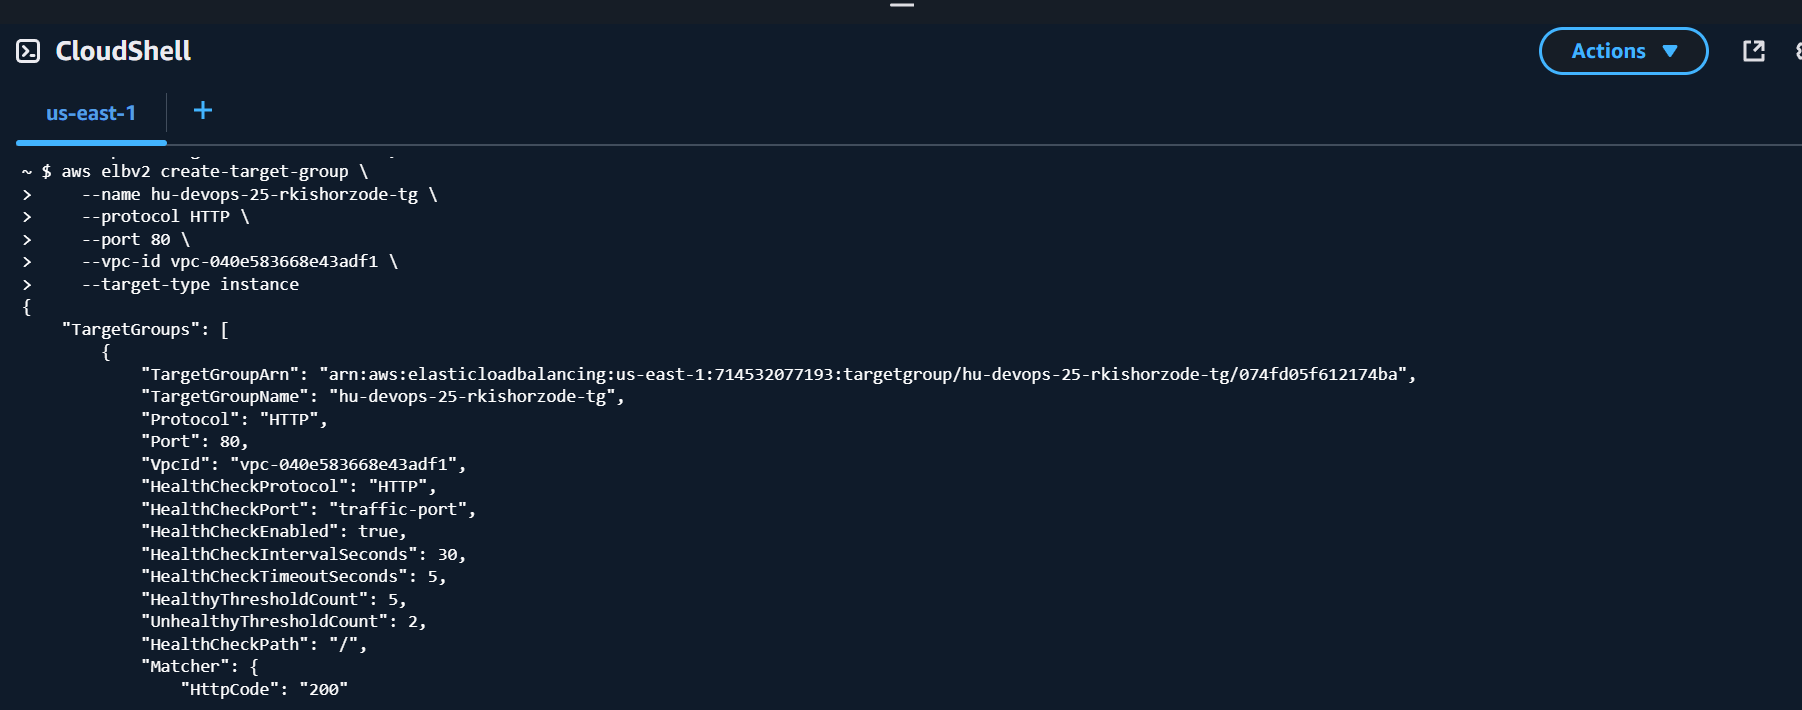 CloudShell
Actions
us-east-1
+
~ $ aws elbv2 create-target-group \
>     --name hu-devops-25-rkishorzode-tg \
>     --protocol HTTP \
>     --port 80 \
>     --vpc-id vpc-040e583668e43adf1 \
>     --target-type instance
{
    "TargetGroups": [
        {
            "TargetGroupArn": "arn:aws:elasticloadbalancing:us-east-1:714532077193:targetgroup/hu-devops-25-rkishorzode-tg/074fd05f612174ba",
            "TargetGroupName": "hu-devops-25-rkishorzode-tg",
            "Protocol": "HTTP",
            "Port": 80,
            "VpcId": "vpc-040e583668e43adf1",
            "HealthCheckProtocol": "HTTP",
            "HealthCheckPort": "traffic-port",
            "HealthCheckEnabled": true,
            "HealthCheckIntervalSeconds": 30,
            "HealthCheckTimeoutSeconds": 5,
            "HealthyThresholdCount": 5,
            "UnhealthyThresholdCount": 2,
            "HealthCheckPath": "/",
            "Matcher": {
                "HttpCode": "200"